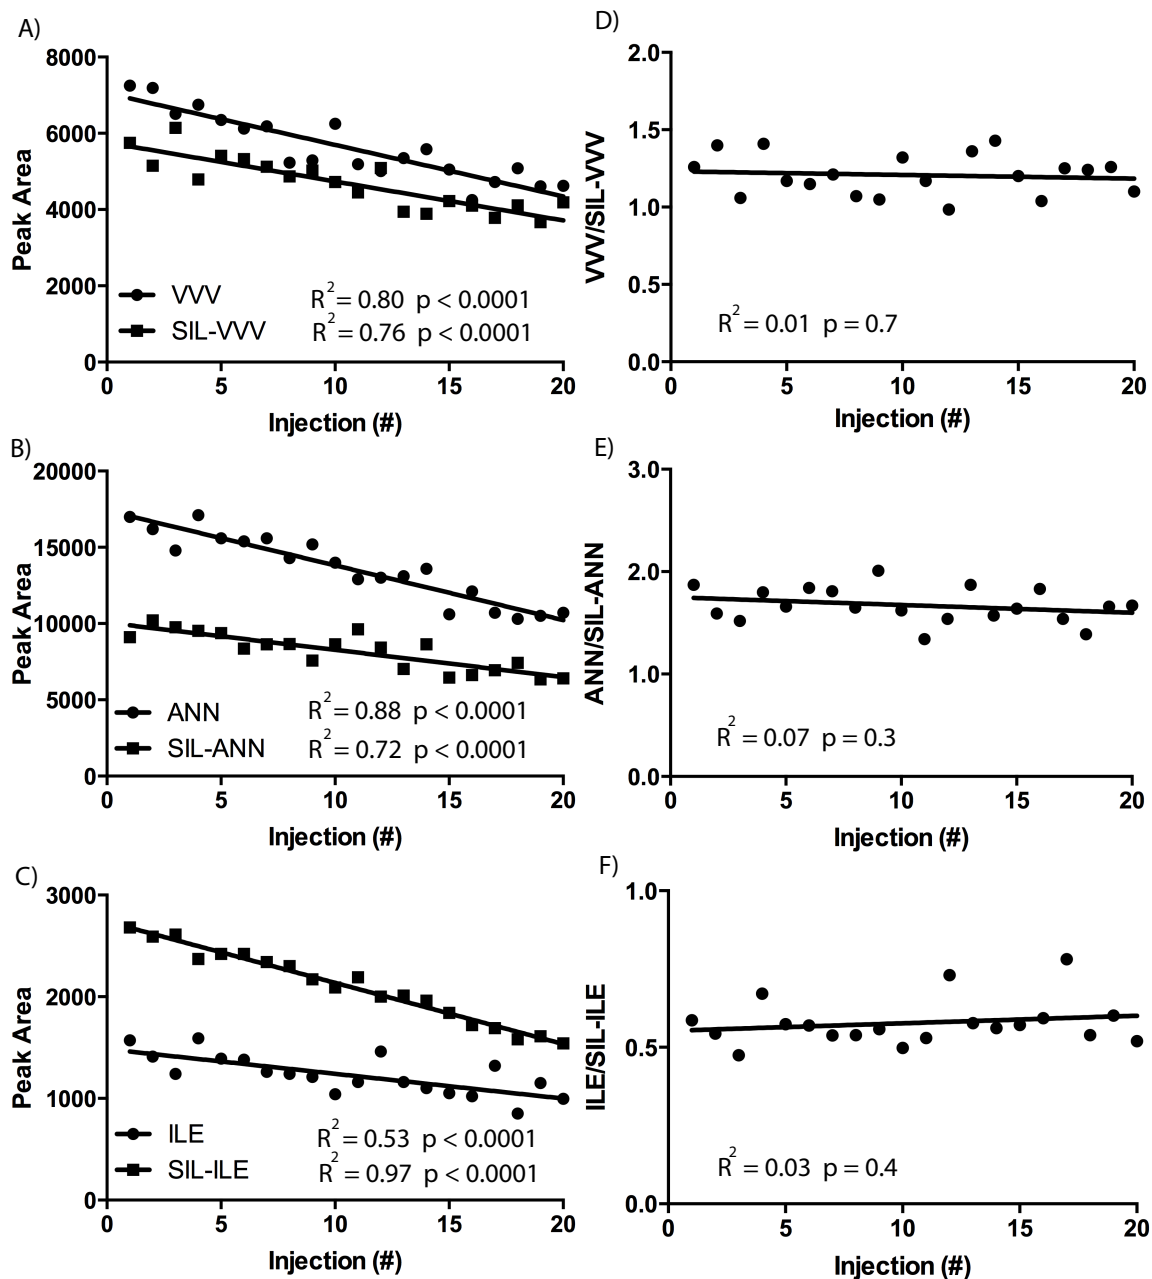 A)
8000
6000
4000
2000
0
Peak Area
VVV
SIL-VVV
R² = 0.80 p < 0.0001
R² = 0.76 p < 0.0001
0 5 10 15 20
Injection (#)
D)
2.0
1.5
1.0
0.5
0.0
VVV/SIL-VVV
R² = 0.01 p = 0.7
0 5 10 15 20
Injection (#)
B)
20000
15000
10000
5000
0
Peak Area
ANN
SIL-ANN
R² = 0.88 p < 0.0001
R² = 0.72 p < 0.0001
0 5 10 15 20
Injection (#)
E)
3.0
2.0
1.0
0.0
ANN/SIL-ANN
R² = 0.07 p = 0.3
0 5 10 15 20
Injection (#)
C)
3000
2000
1000
0
Peak Area
ILE
SIL-ILE
R² = 0.53 p < 0.0001
R² = 0.97 p < 0.0001
0 5 10 15 20
Injection (#)
F)
1.0
0.5
0.0
ILE/SIL-ILE
R² = 0.03 p = 0.4
0 5 10 15 20
Injection (#)